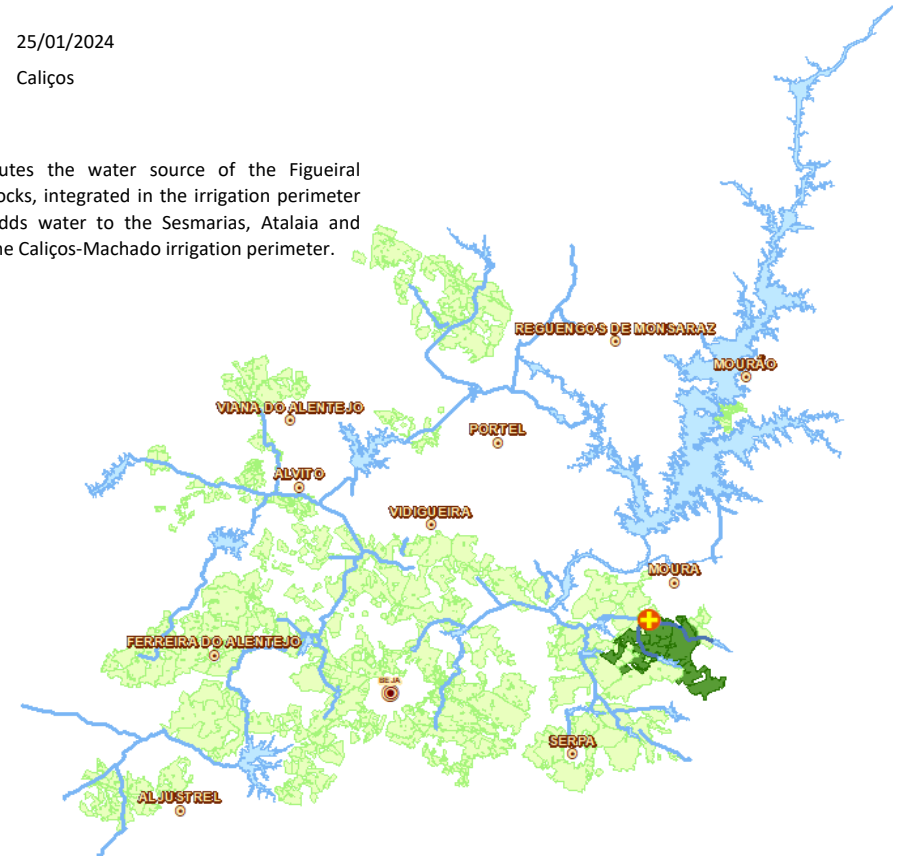 25/01/2024
Caliços
utes the water source of the Figueiral
ocks, integrated in the irrigation perimeter
dds water to the Sesmarias, Atalaia and
ne Caliços-Machado irrigation perimeter.
REGUENGOS DE MONSARAZ
MOURÃO
VIANA DO ALENTEJO
PORTEL
ALVITO
VIDIGUEIRA
MOURA
FERREIRA DO ALENTEJO
BEJA
SERPA
ALJUSTREL